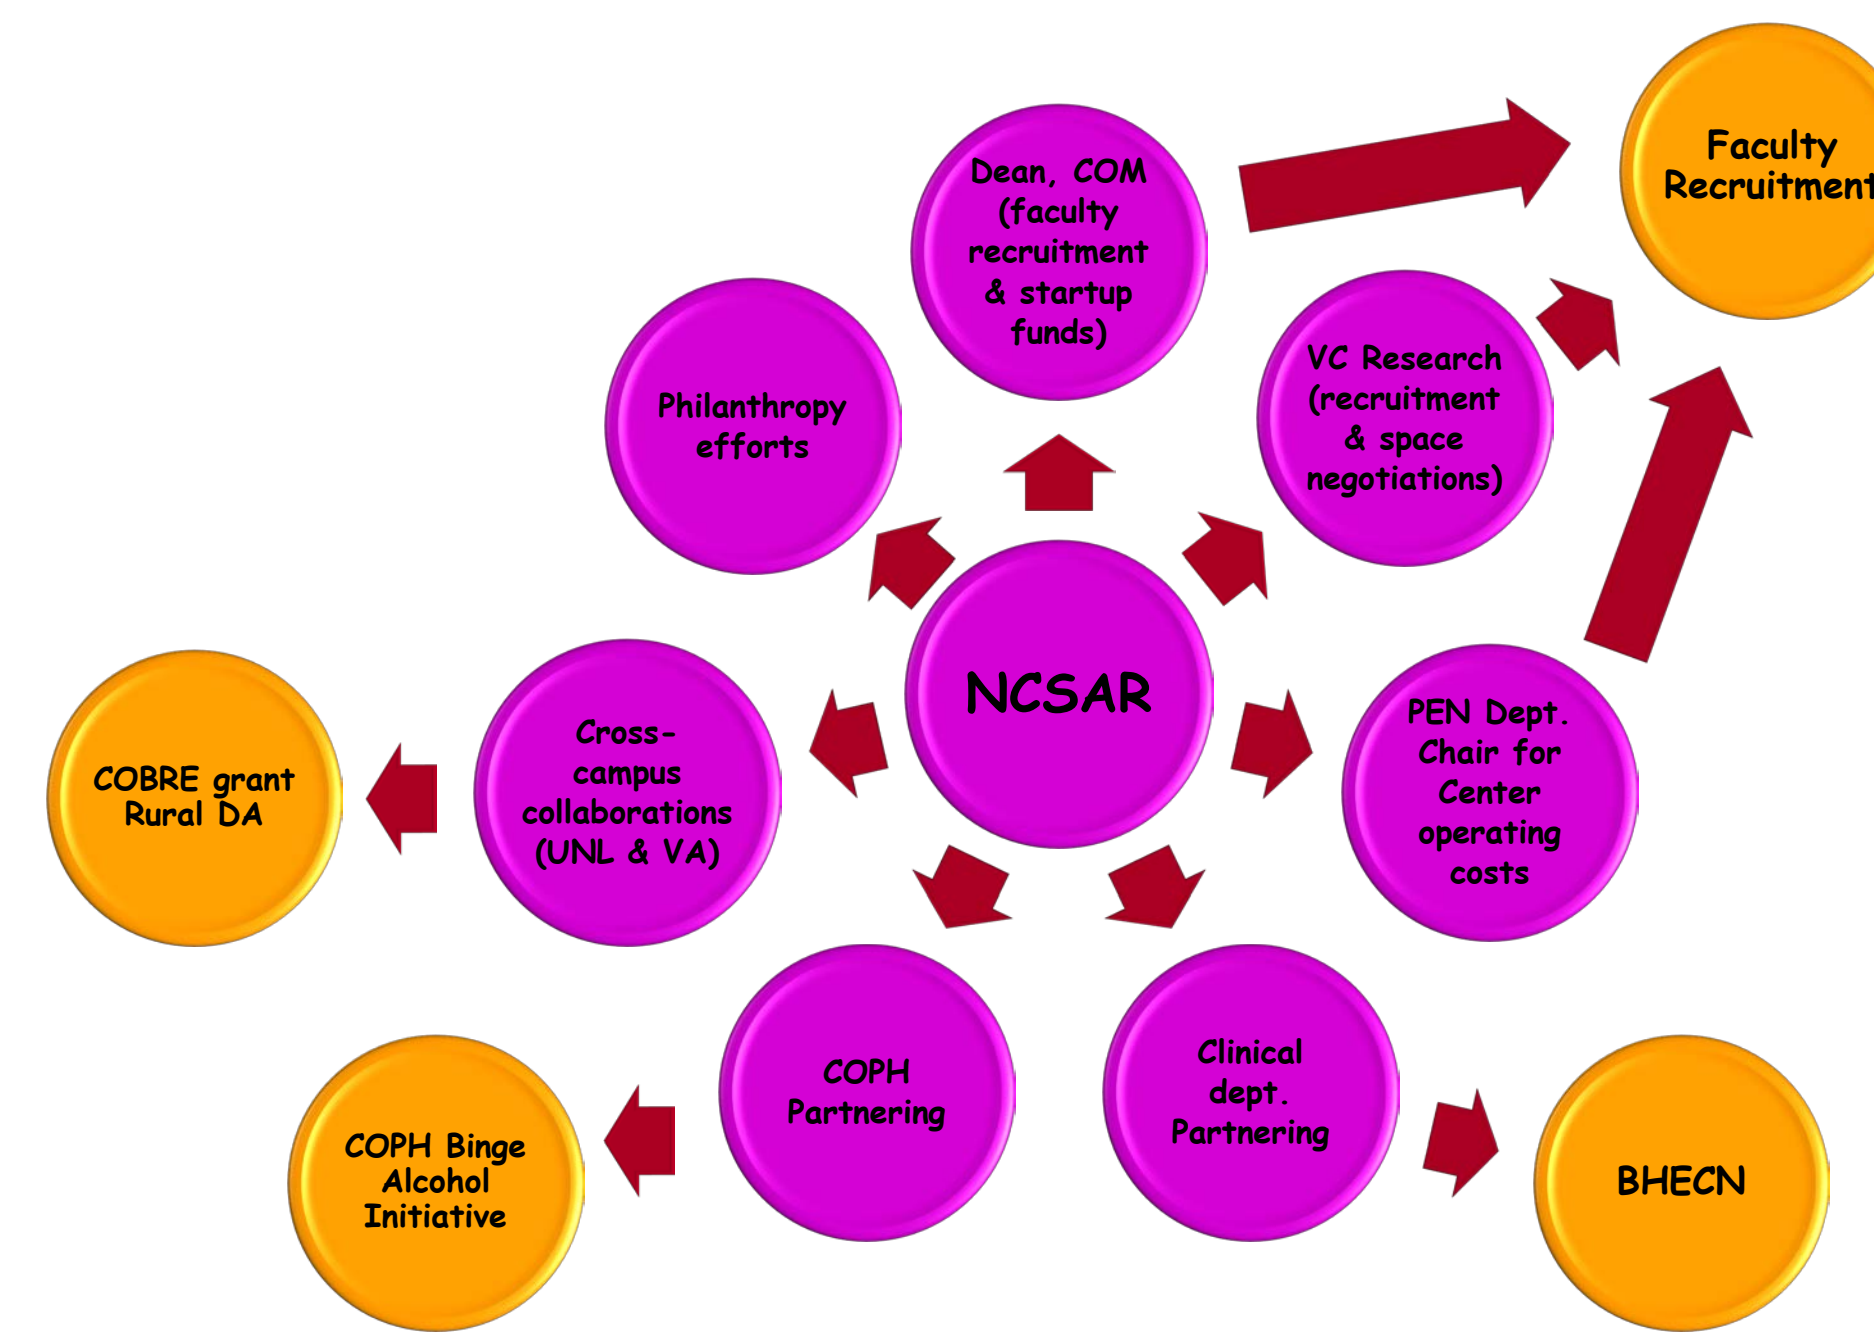 Faculty
Recruitment
Dean, COM
(faculty
recruitment
& startup
funds)
VC Research
(recruitment
& space
negotiations)
Philanthropy
efforts
NCSAR
PEN Dept.
Chair for
Center
operating
costs
Cross-
campus
collaborations
(UNL & VA)
COBRE grant
Rural DA
COPH
Partnering
Clinical
dept.
Partnering
COPH Binge
Alcohol
Initiative
BHECN